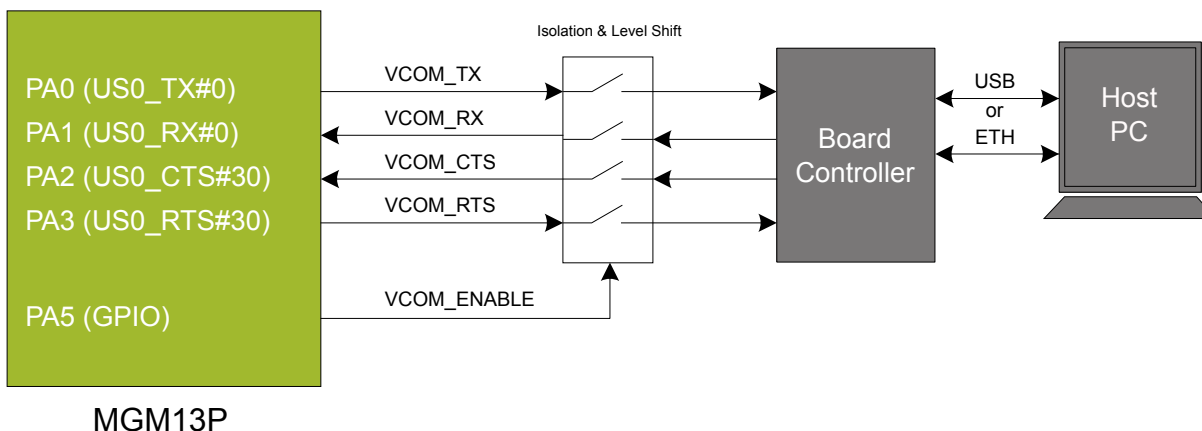 Isolation & Level Shift
PA0 (US0_TX#0)
PA1 (US0_RX#0)
PA2 (US0_CTS#30)
PA3 (US0_RTS#30)
PA5 (GPIO)
MGM13P
VCOM_TX
VCOM_RX
VCOM_CTS
VCOM_RTS
VCOM_ENABLE
Board
Controller
USB
or
ETH
Host
PC